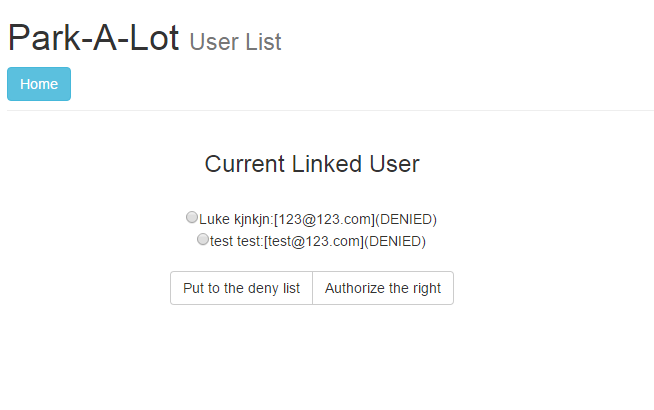 Park-A-Lot User List
Home
Current Linked User
Luke kjnkjn:[123@123.com](DENIED)
test test:[test@123.com](DENIED)
Put to the deny list Authorize the right